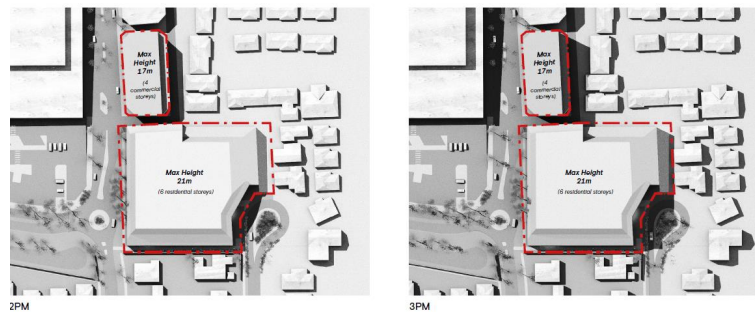 Max
Height
17m
(4
commercial
storeys)
Max Height
21m
(6 residential storeys)
2PM
Max
Height
17m
(4
commercial
storeys)
Max Height
21m
(6 residential storeys)
3PM